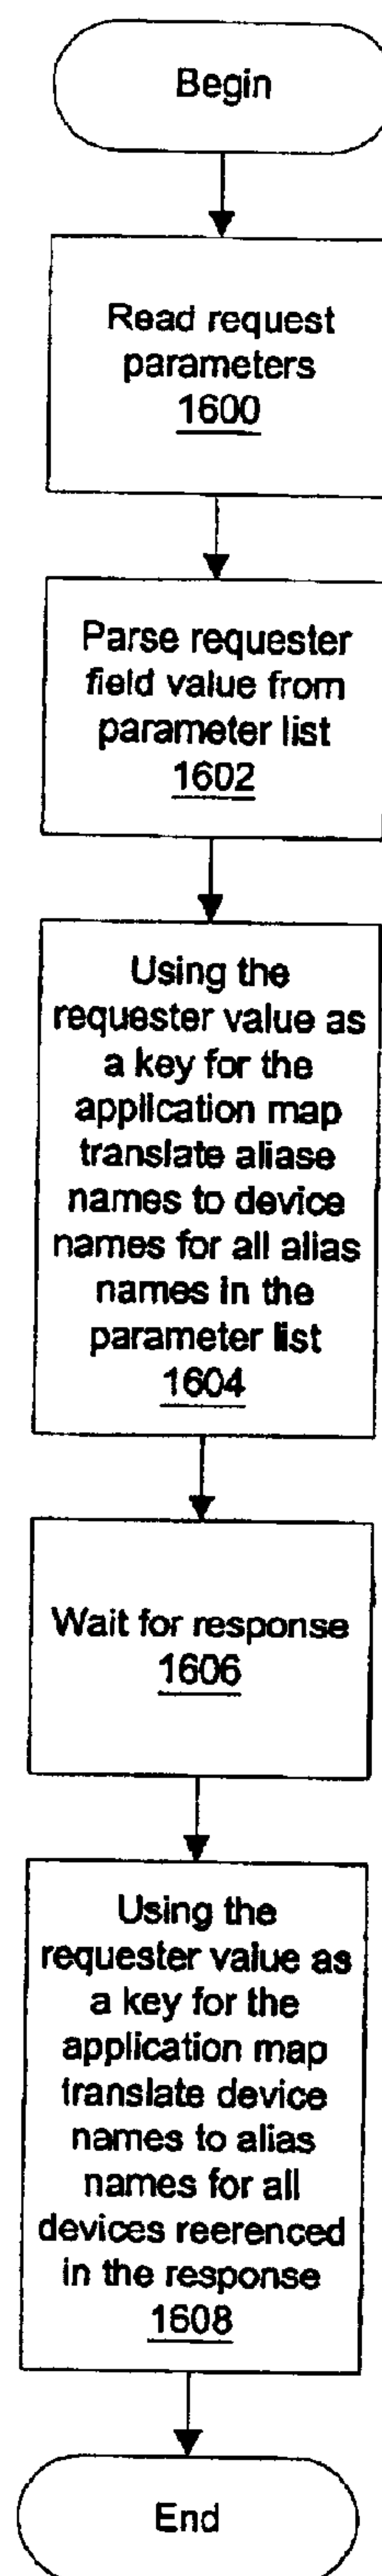 Begin
Read request
parameters
1600
Parse requester
field value from
parameter list
1602
Using the
requester value as
a key for the
application map
translate aliase
names to device
names for all alias
names in the
parameter list
1604
Wait for response
1606
Using the
requester value as
a key for the
application map
translate device
names to alias
names for all
devices reerenced
in the response
1608
End